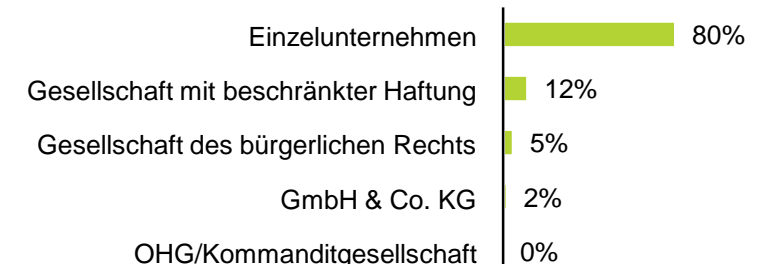 Einzelunternehmen 80%
Gesellschaft mit beschränkter Haftung 12%
Gesellschaft des bürgerlichen Rechts 5%
GmbH & Co. KG 2%
OHG/Kommanditgesellschaft 0%